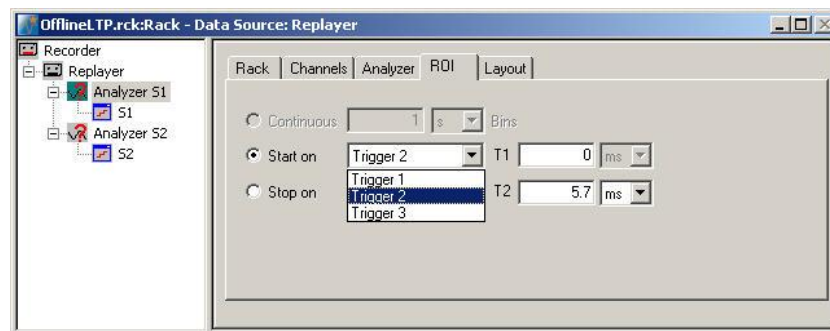 OfflineLTP.rck:Rack - Data Source: Replayer
Recorder
Replayer
Analyzer S1
S1
Analyzer S2
S2
Rack Channels Analyzer ROI Layout
Continuous 1 s Bins
Start on Trigger 2 T1 0 ms
Trigger 1
Trigger 2
Trigger 3
Stop on T2 5.7 ms